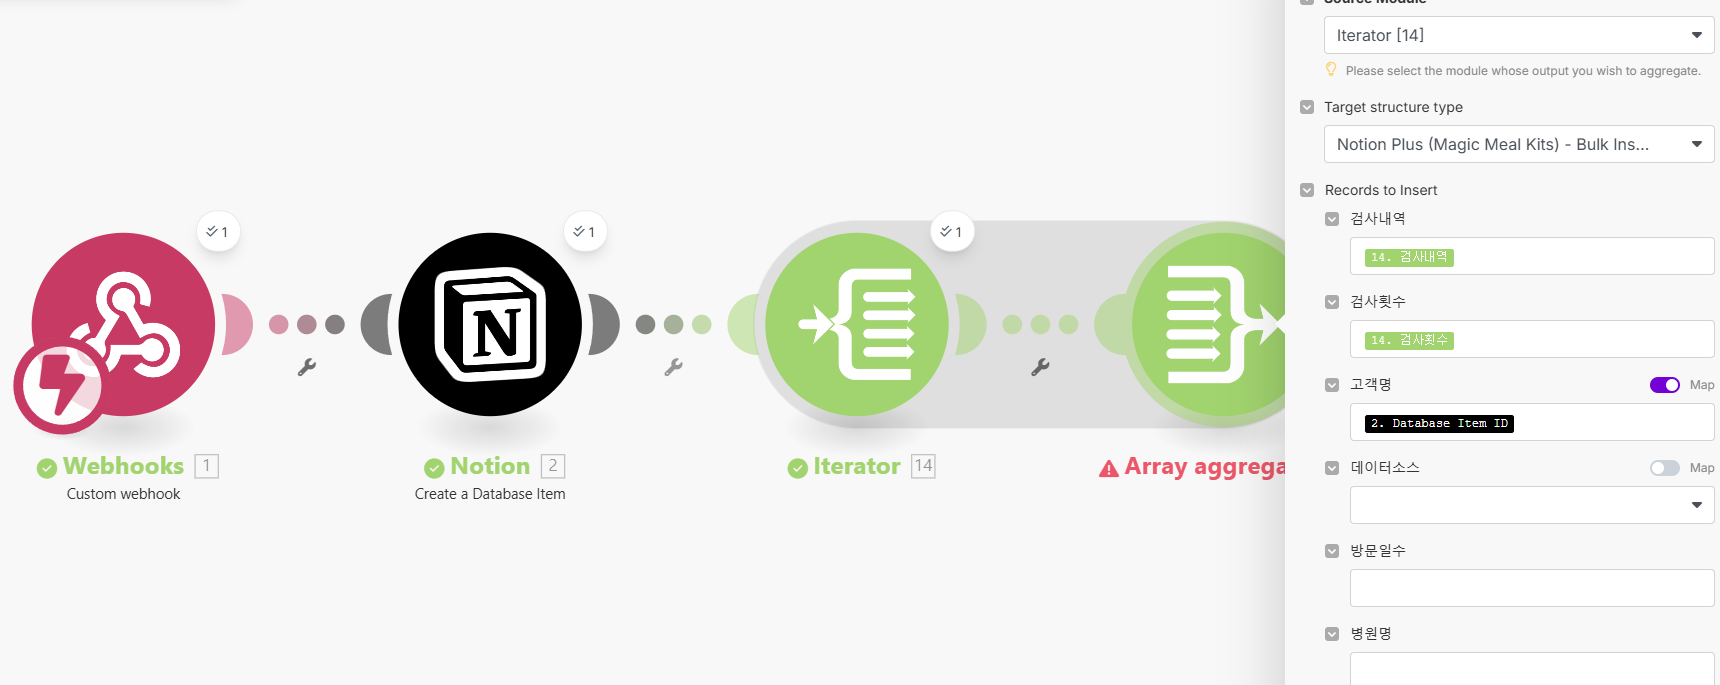 Source Module
Iterator [14]
Please select the module whose output you wish to aggregate.
Target structure type
Notion Plus (Magic Meal Kits) - Bulk Ins...
Records to Insert
검사내역
14. 검사내역
검사횟수
14. 검사횟수
고객명
Map
2. Database Item ID
데이터소스
Map
방문일수
병원명
1
1
1
N
Webhooks 1
Custom webhook
Notion 2
Create a Database Item
Iterator 14
Array aggrega